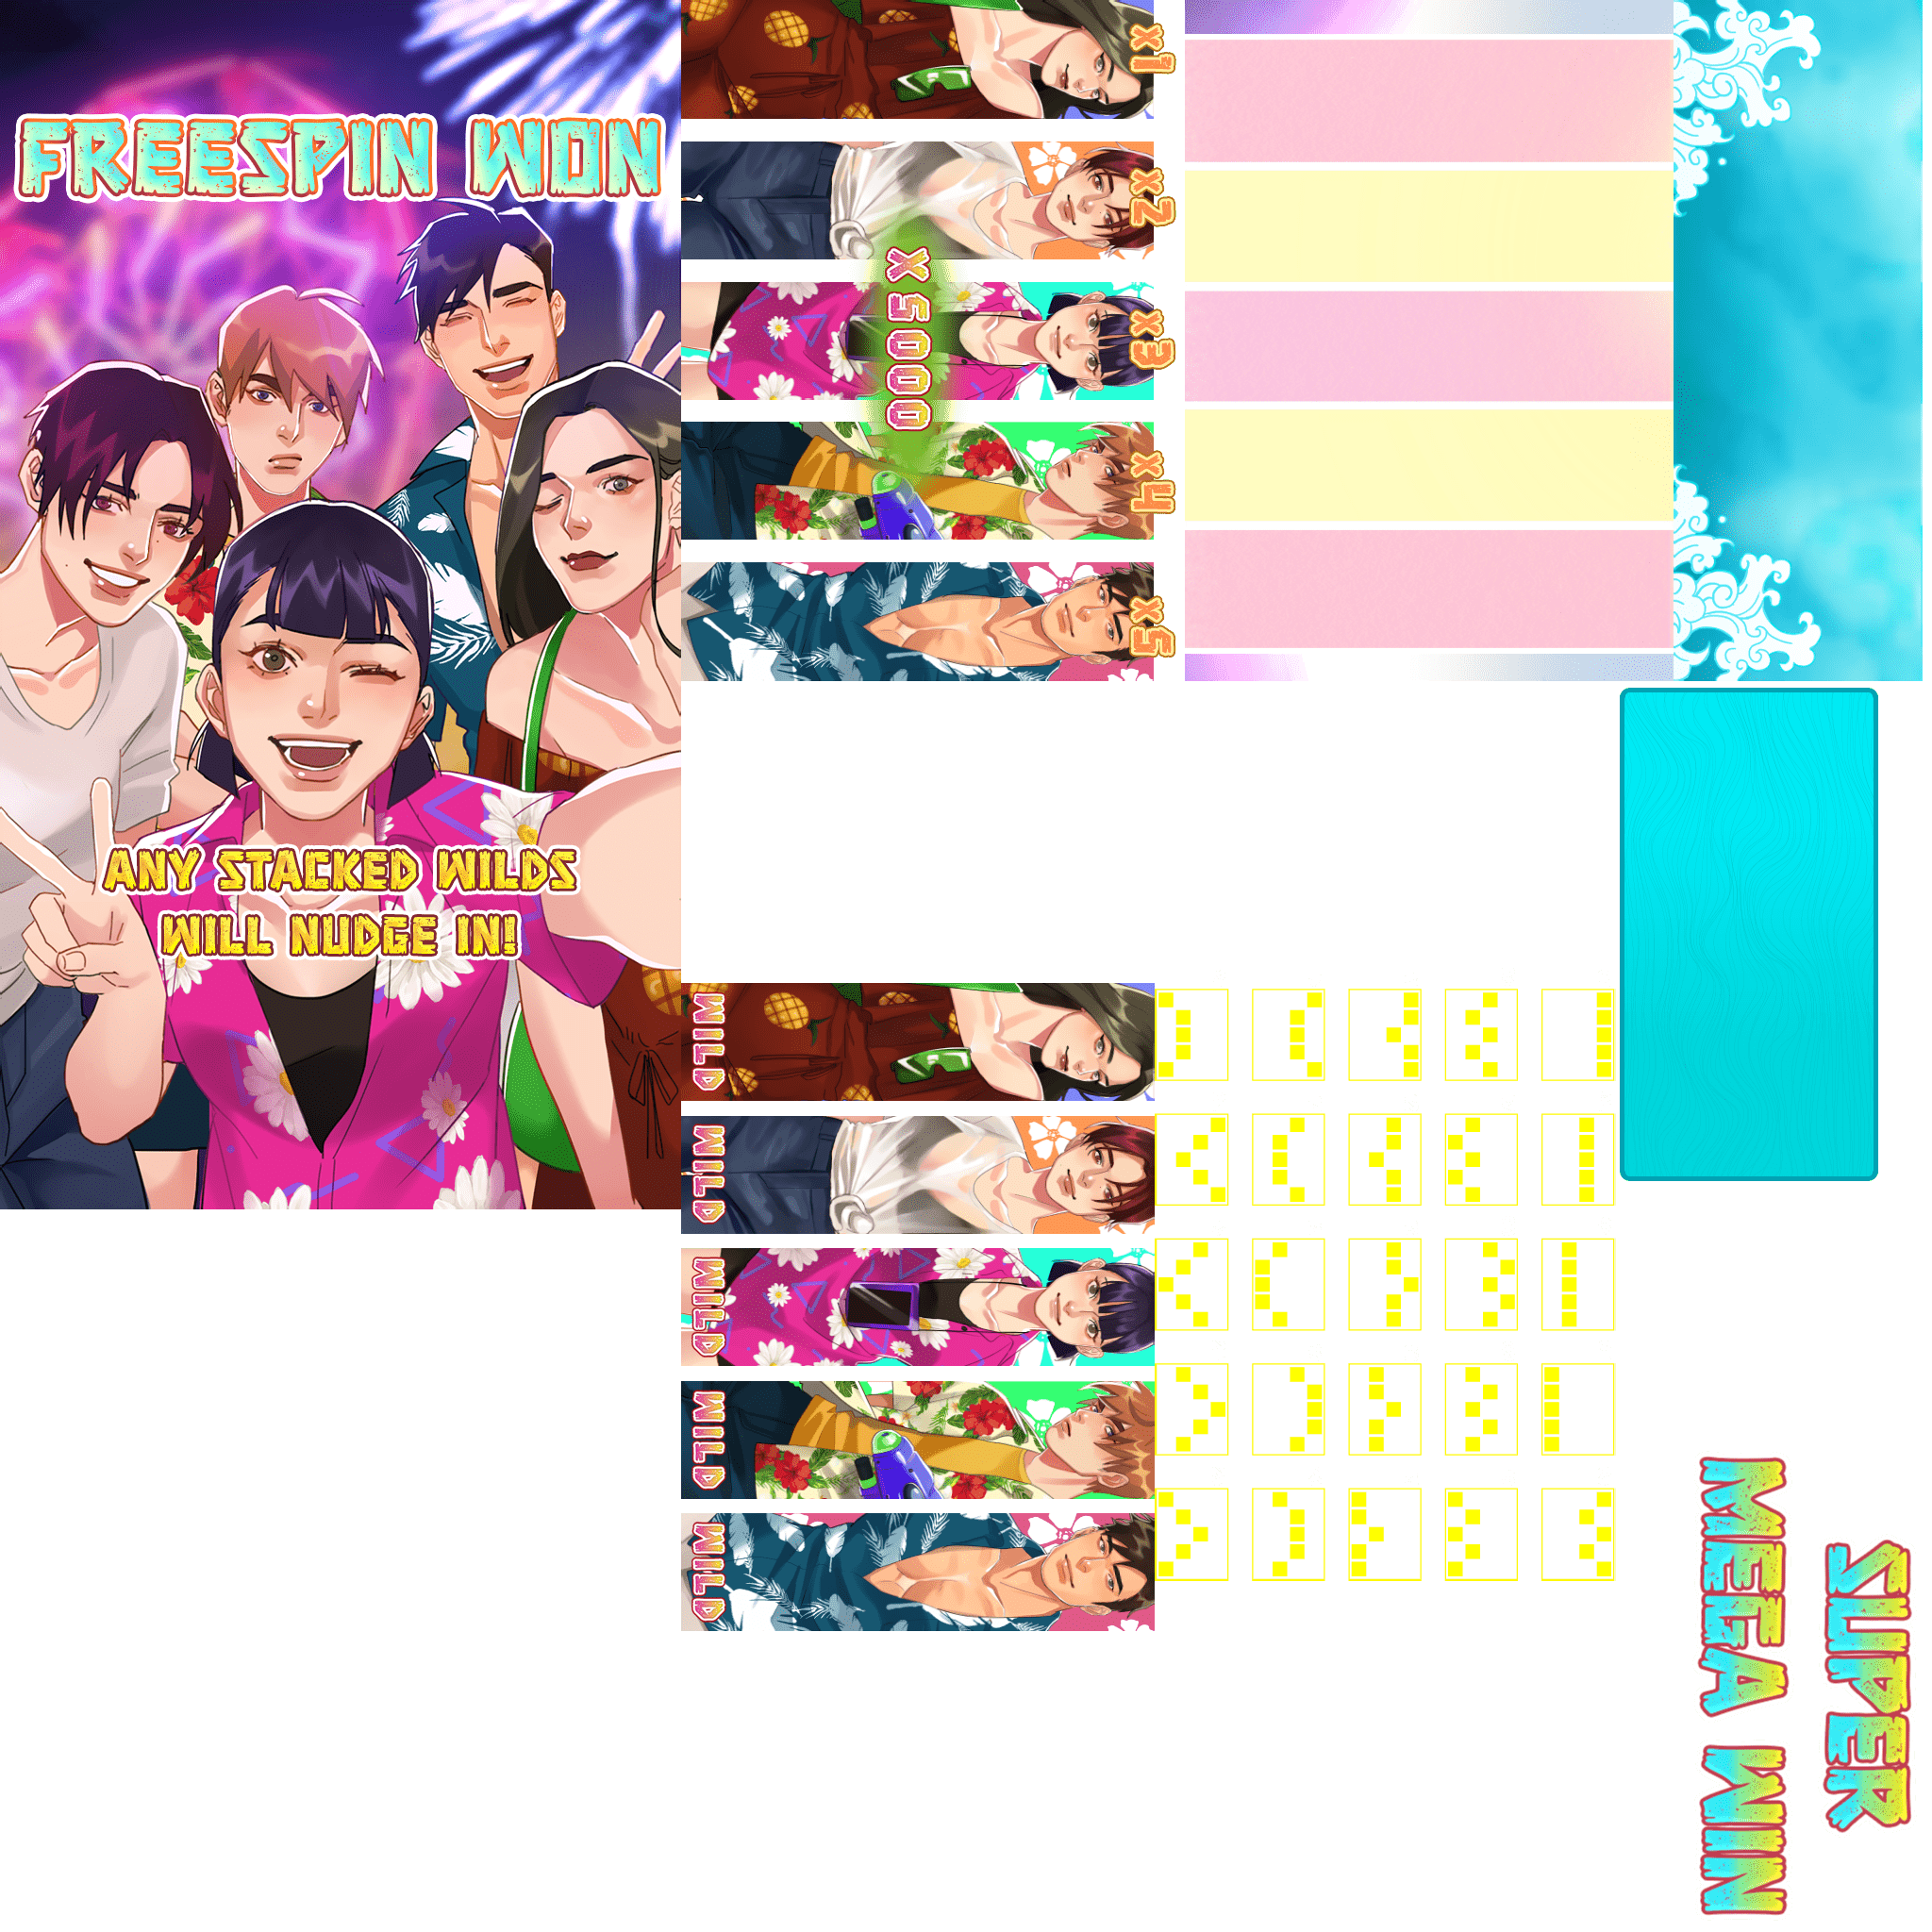 FREESPIN WON
ANY STACKED WILDS
WILL NUDGE IN!
x1
x2
x3
x4
x5
X5000
WILD
WILD
WILD
WILD
WILD
SUPER
MEGA WIN